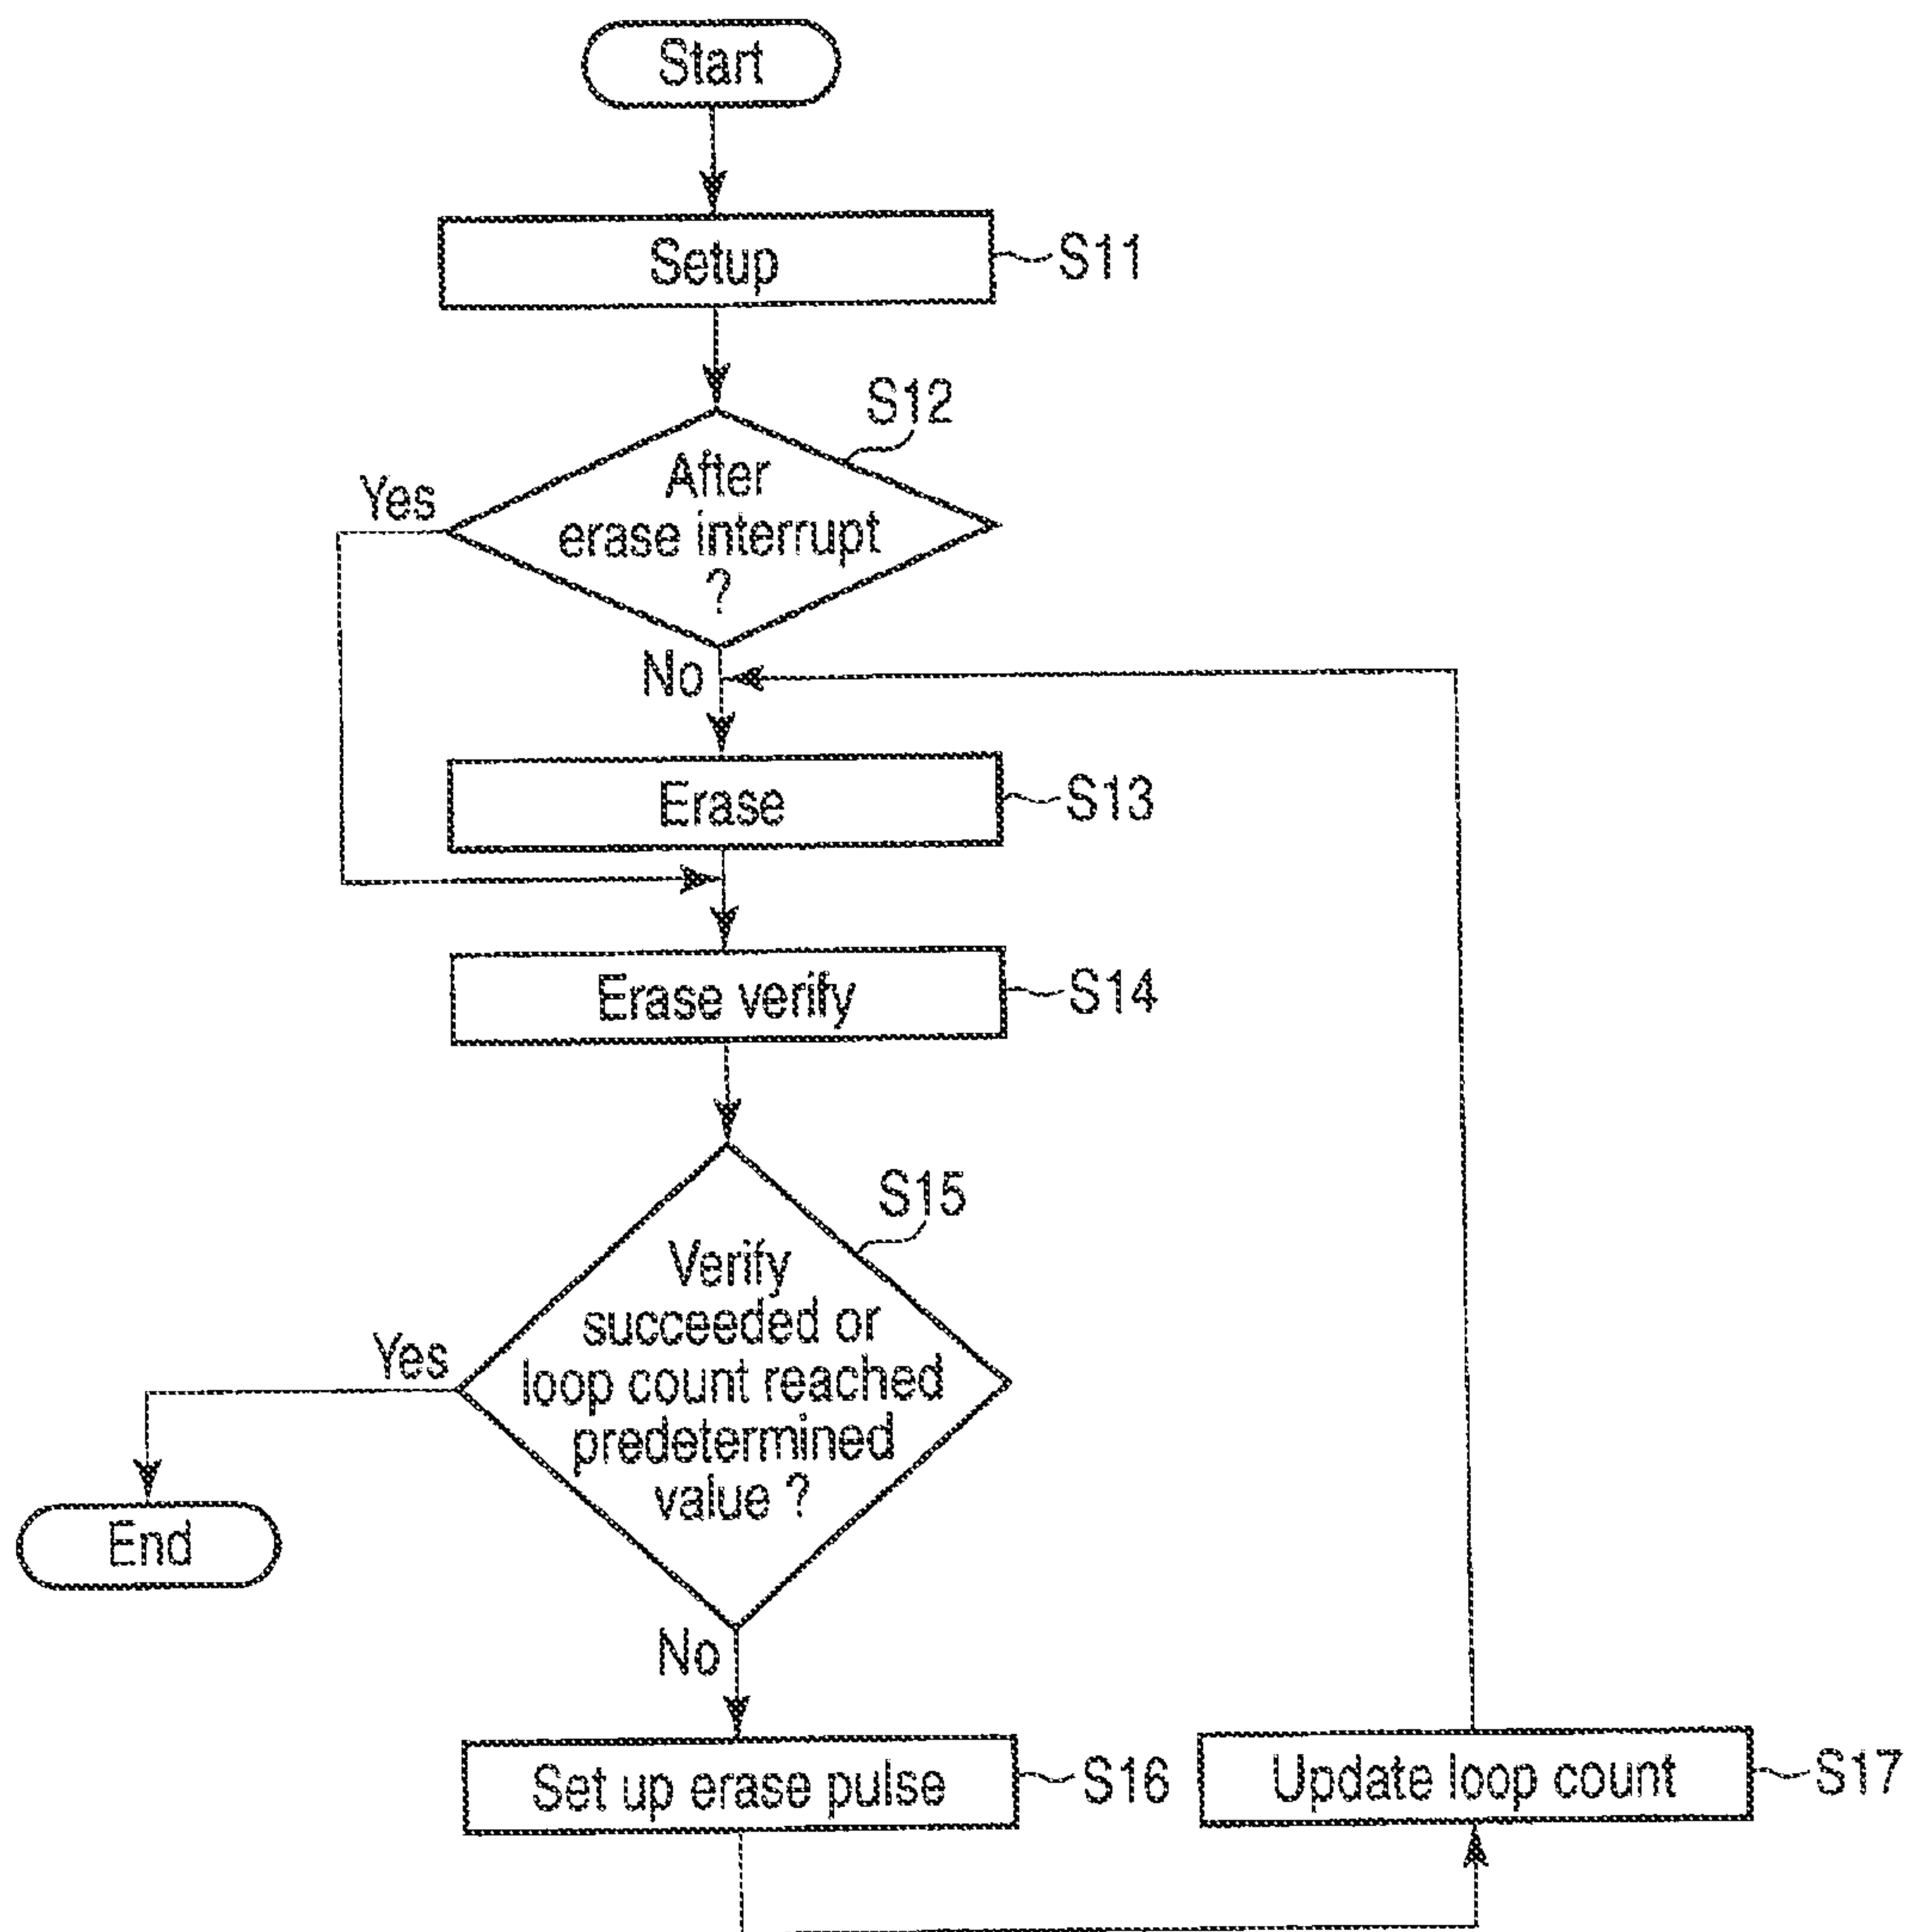 Start
Setup
S11
S12
After
erase interrupt
?
Yes
No
Erase
S13
Erase verify
S14
S15
Verify
succeeded or
loop count reached
predetermined
value ?
Yes
End
No
Set up erase pulse
S16
Update loop count
S17